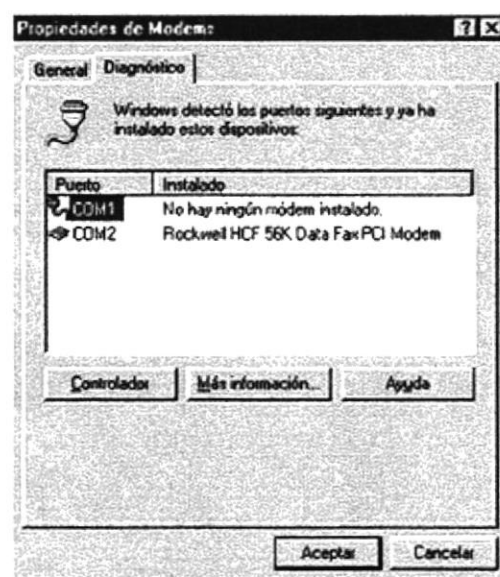 Propiedades de Modems
General Diagnóstico
Windows detectó los puertos siguientes y ya ha
instalado estos dispositivos:
Puerto Instalado
COM1 No hay ningún módem instalado.
COM2 Rockwell HCF 56K Data Fax PCI Modem
Controlador Más información... Ayuda
Aceptar Cancelar